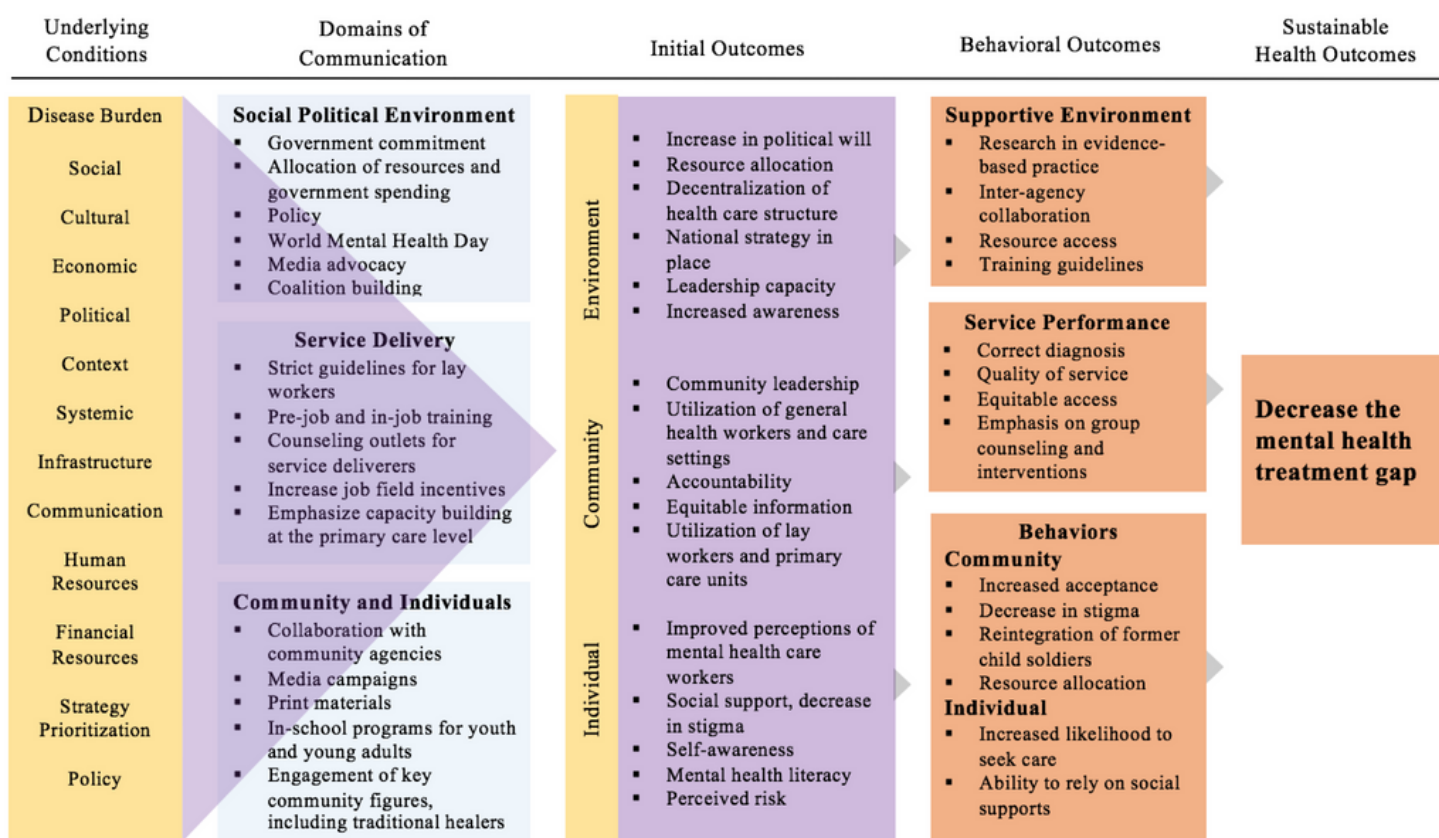 Underlying
Conditions
Domains of
Communication
Initial Outcomes
Behavioral Outcomes
Sustainable
Health Outcomes
Disease Burden
Social
Cultural
Economic
Political
Context
Systemic
Infrastructure
Communication
Human
Resources
Financial
Resources
Strategy
Prioritization
Policy
Social Political Environment
▪ Government commitment
▪ Allocation of resources and
government spending
▪ Policy
▪ World Mental Health Day
▪ Media advocacy
▪ Coalition building
Service Delivery
▪ Strict guidelines for lay
workers
▪ Pre-job and in-job training
▪ Counseling outlets for
service deliverers
▪ Increase job field incentives
▪ Emphasize capacity building
at the primary care level
Community and Individuals
▪ Collaboration with
community agencies
▪ Media campaigns
▪ Print materials
▪ In-school programs for youth
and young adults
▪ Engagement of key
community figures,
including traditional healers
Environment
▪ Increase in political will
▪ Resource allocation
▪ Decentralization of
health care structure
▪ National strategy in
place
▪ Leadership capacity
▪ Increased awareness
Community
▪ Community leadership
▪ Utilization of general
health workers and care
settings
▪ Accountability
▪ Equitable information
▪ Utilization of lay
workers and primary
care units
Individual
▪ Improved perceptions of
mental health care
workers
▪ Social support, decrease
in stigma
▪ Self-awareness
▪ Mental health literacy
▪ Perceived risk
Supportive Environment
▪ Research in evidence-
based practice
▪ Inter-agency
collaboration
▪ Resource access
▪ Training guidelines
Service Performance
▪ Correct diagnosis
▪ Quality of service
▪ Equitable access
▪ Emphasis on group
counseling and
interventions
Behaviors
Community
▪ Increased acceptance
▪ Decrease in stigma
▪ Reintegration of former
child soldiers
▪ Resource allocation
Individual
▪ Increased likelihood to
seek care
▪ Ability to rely on social
supports
Decrease the
mental health
treatment gap